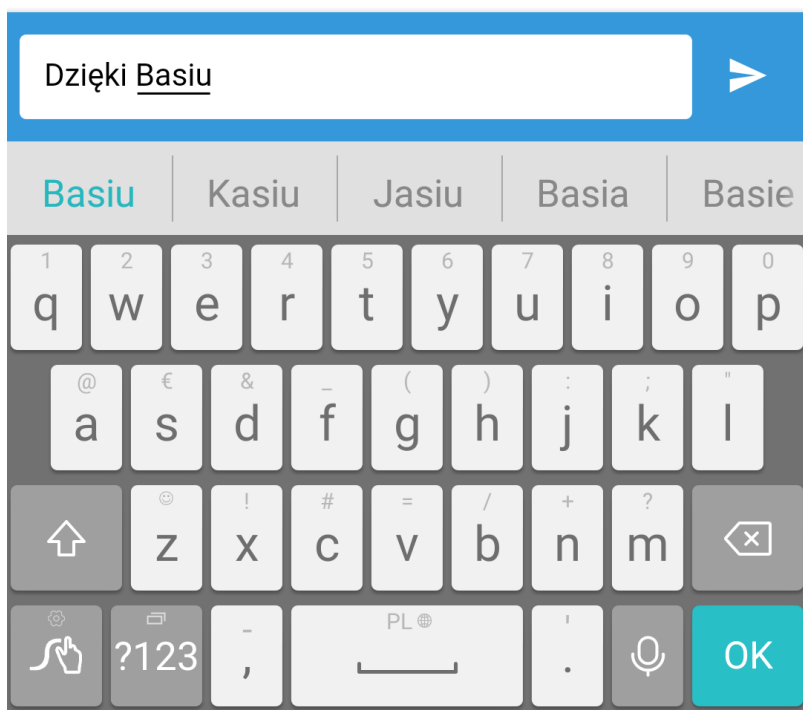 Dzięki Basiu
Basiu Kasiu Jasiu Basia Basie
1 2 3 4 5 6 7 8 9 0
q w e r t y u i o p
@ € & _ ( ) : ; "
a s d f g h j k l
! # = / + ?
z x c v b n m
- PL '
?123 , . OK